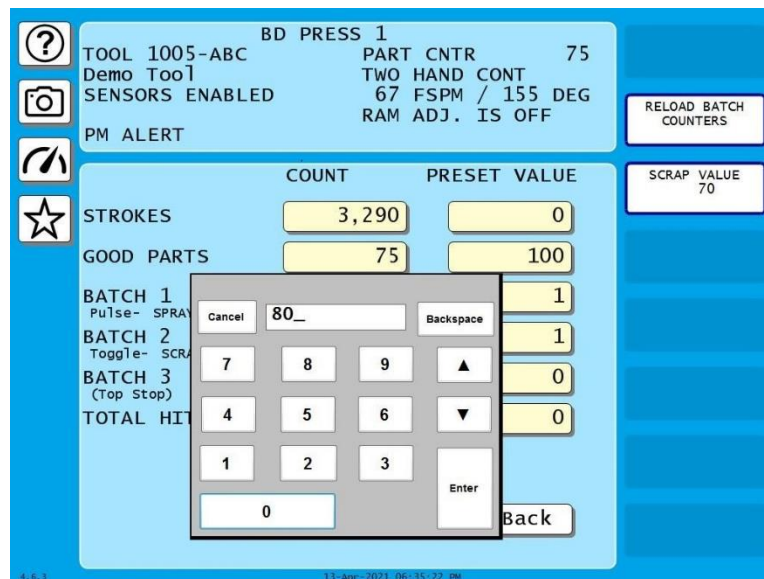 BD PRESS 1
TOOL 1005-ABC PART CNTR 75
Demo Tool TWO HAND CONT
SENSORS ENABLED 67 FSPM / 155 DEG
RAM ADJ. IS OFF
PM ALERT
RELOAD BATCH
COUNTERS
SCRAP VALUE
70
COUNT PRESET VALUE
STROKES 3,290 0
GOOD PARTS 75 100
BATCH 1 1
Pulse- SPRAY
BATCH 2 1
Toggle- SCRA
BATCH 3 0
(Top Stop)
TOTAL HIT 0
Cancel 80_ Backspace
7 8 9 ▲
4 5 6 ▼
1 2 3
Enter
0
Back
4.6.3 13-Apr-2021 06:35:22 PM